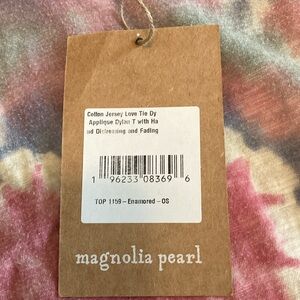 Cotton Jersey Love Tie Dy
Applique Dylan T with Ha
nd Distressing and Fading
1 96233 08369 6
TOP 1159 – Enamored – OS
magnolia pearl